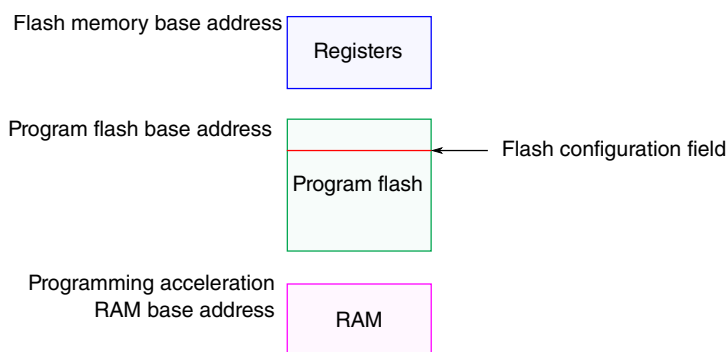 Flash memory base address
Registers
Program flash base address
Flash configuration field
Program flash
Programming acceleration
RAM base address
RAM